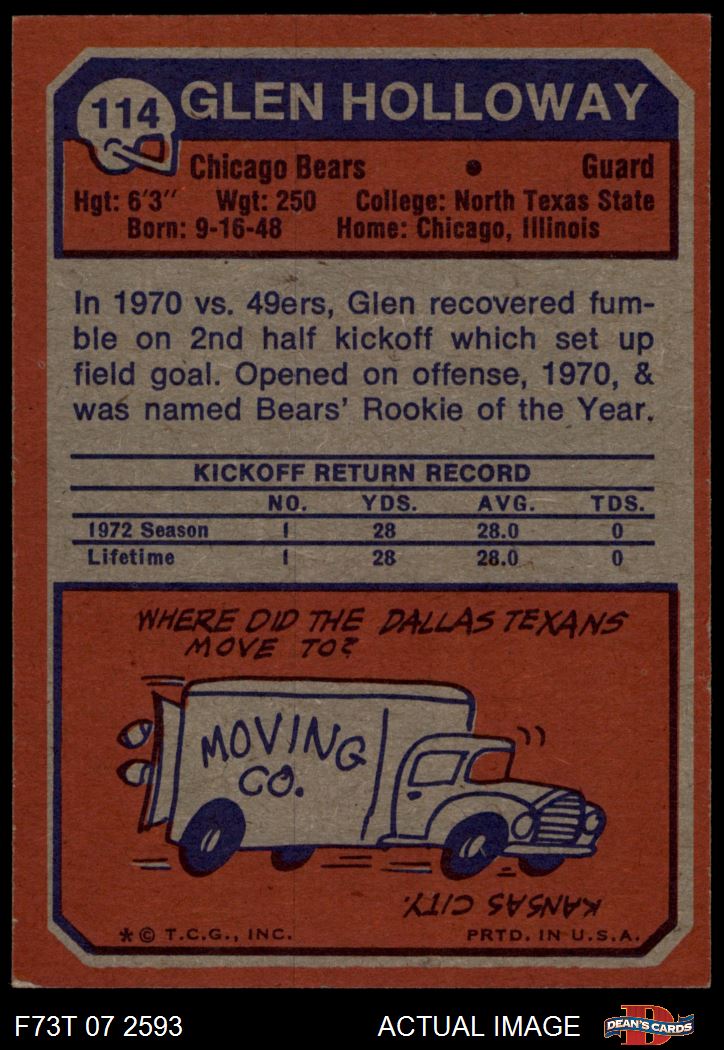 114 GLEN HOLLOWAY
Chicago Bears • Guard
Hgt: 6'3" Wgt: 250 College: North Texas State
Born: 9-16-48 Home: Chicago, Illinois
In 1970 vs. 49ers, Glen recovered fum-
ble on 2nd half kickoff which set up
field goal. Opened on offense, 1970, &
was named Bears' Rookie of the Year.
KICKOFF RETURN RECORD
NO. YDS. AVG. TDS.
1972 Season 1 28 28.0 0
Lifetime 1 28 28.0 0
WHERE DID THE DALLAS TEXANS
MOVE TO?
MOVING
CO.
KANSAS CITY.
* © T.C.G., INC. PRTD. IN U.S.A.
F73T 07 2593 ACTUAL IMAGE D DEAN'S CARDS